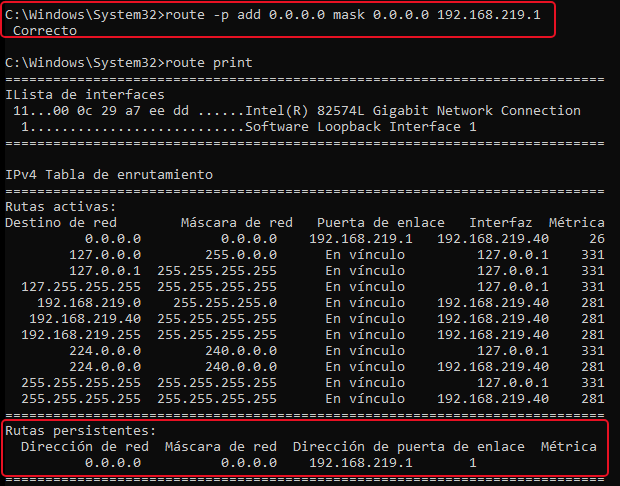 C:\Windows\System32>route -p add 0.0.0.0 mask 0.0.0.0 192.168.219.1
 Correcto
C:\Windows\System32>route print
===========================================================================
ILista de interfaces
 11...00 0c 29 a7 ee dd ......Intel(R) 82574L Gigabit Network Connection
  1...........................Software Loopback Interface 1
===========================================================================
IPv4 Tabla de enrutamiento
===========================================================================
Rutas activas:
Destino de red        Máscara de red   Puerta de enlace   Interfaz  Métrica
          0.0.0.0          0.0.0.0    192.168.219.1   192.168.219.40     26
        127.0.0.0        255.0.0.0      En vínculo         127.0.0.1    331
        127.0.0.1  255.255.255.255      En vínculo         127.0.0.1    331
  127.255.255.255  255.255.255.255      En vínculo         127.0.0.1    331
    192.168.219.0    255.255.255.0      En vínculo    192.168.219.40    281
   192.168.219.40  255.255.255.255      En vínculo    192.168.219.40    281
  192.168.219.255  255.255.255.255      En vínculo    192.168.219.40    281
        224.0.0.0        240.0.0.0      En vínculo         127.0.0.1    331
        224.0.0.0        240.0.0.0      En vínculo    192.168.219.40    281
  255.255.255.255  255.255.255.255      En vínculo         127.0.0.1    331
  255.255.255.255  255.255.255.255      En vínculo    192.168.219.40    281
===========================================================================
Rutas persistentes:
  Dirección de red  Máscara de red  Dirección de puerta de enlace  Métrica
          0.0.0.0          0.0.0.0    192.168.219.1       1
===========================================================================